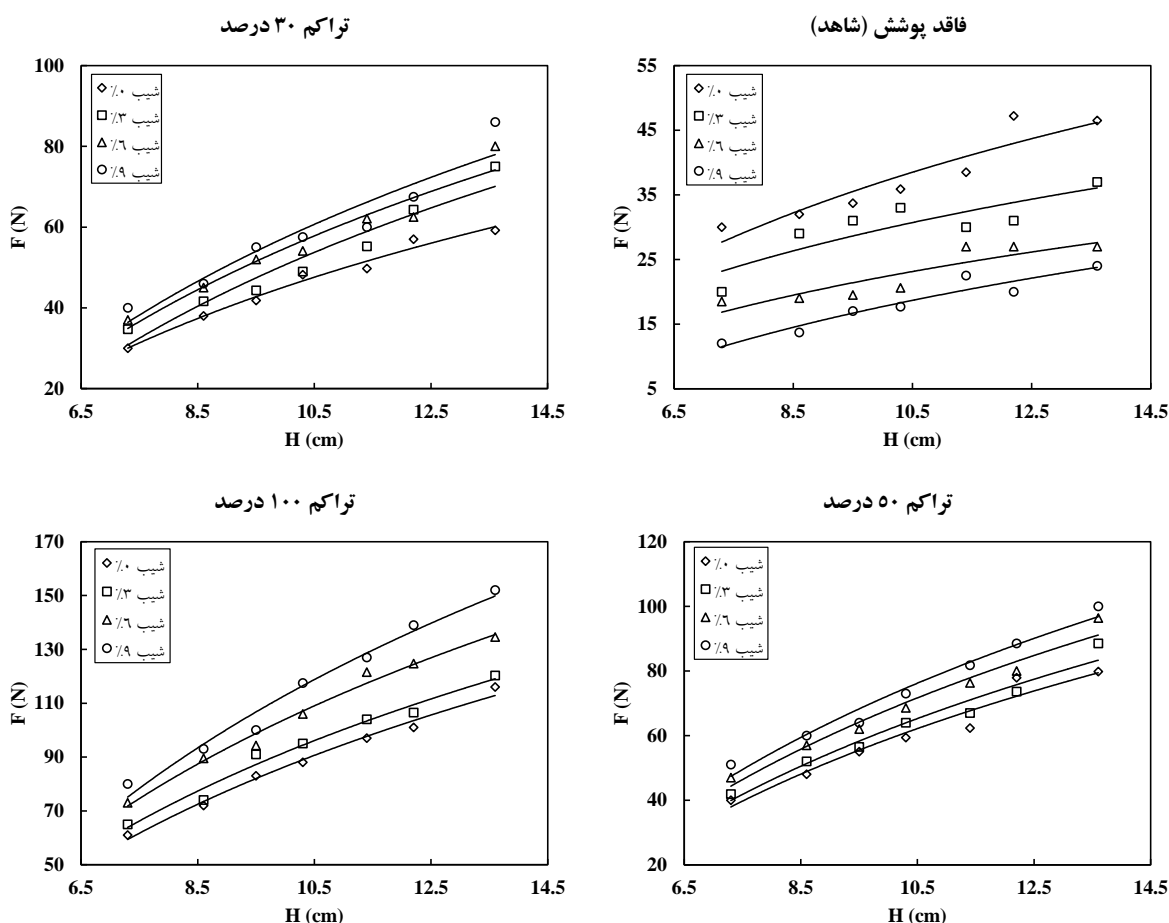 فاقد پوشش (شاهد)
55
45
35
25
15
5
F (N)
شیب ۰٪
شیب ۳٪
شیب ۶٪
شیب ۹٪
6.5 8.5 10.5 12.5 14.5
H (cm)
تراکم ۳۰ درصد
100
80
60
40
20
F (N)
شیب ۰٪
شیب ۳٪
شیب ۶٪
شیب ۹٪
6.5 8.5 10.5 12.5 14.5
H (cm)
تراکم ۵۰ درصد
120
100
80
60
40
20
F (N)
شیب ۰٪
شیب ۳٪
شیب ۶٪
شیب ۹٪
6.5 8.5 10.5 12.5 14.5
H (cm)
تراکم ۱۰۰ درصد
170
150
130
110
90
70
50
F (N)
شیب ۰٪
شیب ۳٪
شیب ۶٪
شیب ۹٪
6.5 8.5 10.5 12.5 14.5
H (cm)